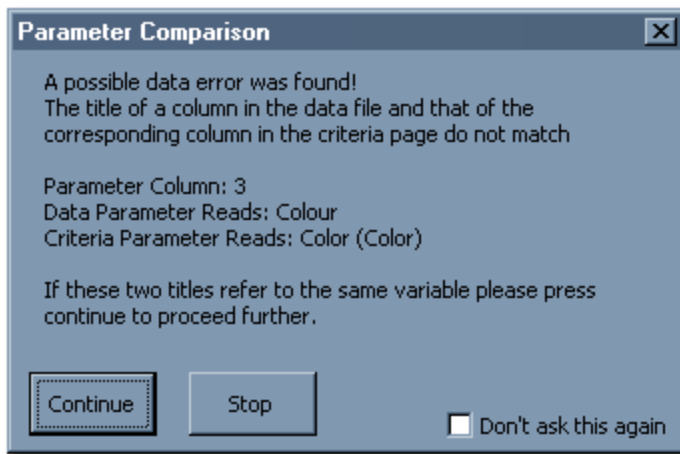 Parameter Comparison
A possible data error was found!
The title of a column in the data file and that of the
corresponding column in the criteria page do not match
Parameter Column: 3
Data Parameter Reads: Colour
Criteria Parameter Reads: Color (Color)
If these two titles refer to the same variable please press
continue to proceed further.
Continue
Stop
Don't ask this again